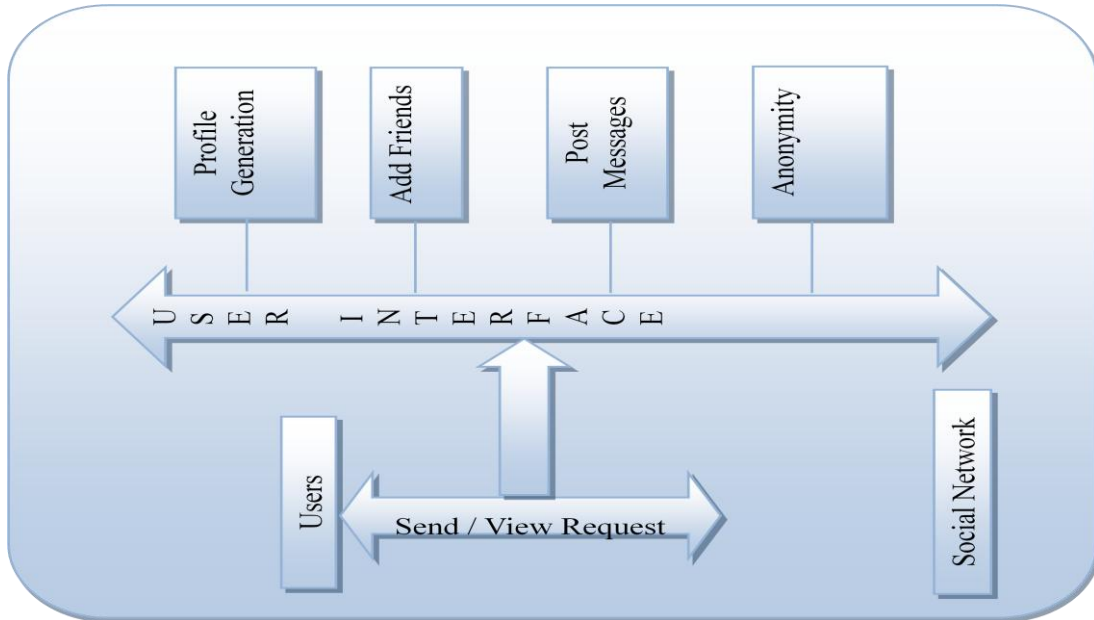 Profile
Generation
Add Friends
Post
Messages
Anonymity
USER INTERFACE
Users
Send / View Request
Social Network